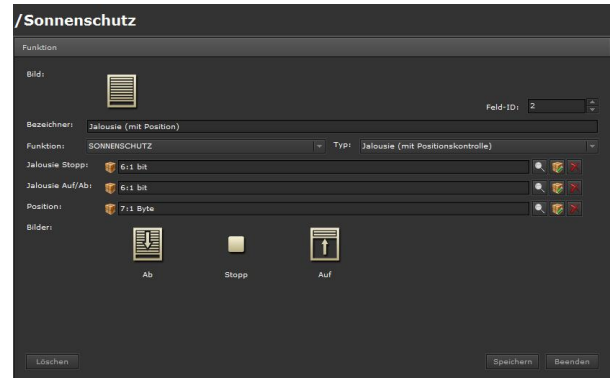 /Sonnenschutz
Funktion
Bild:
Feld-ID: 2
Bezeichner: Jalousie (mit Position)
Funktion: SONNENSCHUTZ Typ: Jalousie (mit Positionskontrolle)
Jalousie Stopp: 6:1 bit
Jalousie Auf/Ab: 6:1 bit
Position: 7:1 Byte
Bilder:
Ab Stopp Auf
Löschen Speichern Beenden